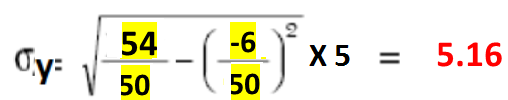 σy= √(54/50 − (-6/50)²) X 5 = 5.16